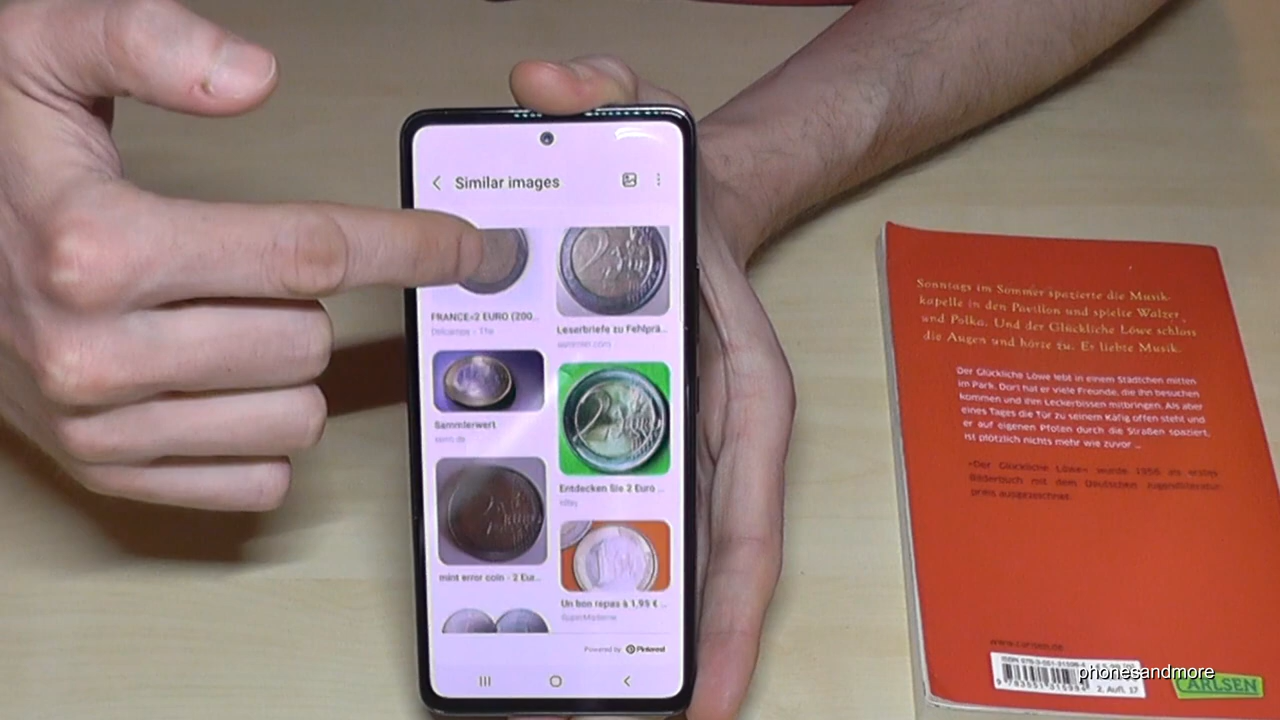 Similar images
FRANCE=2 EURO (200...
Delcampe - The
Leserbriefe zu Fehlprä...
Sammlerwert
Entdecken Sie 2 Euro ...
eBay
mint error coin - 2 Eur...
Un bon repas à 1.95 € ...
SuperModerne
Powered by Pinterest
Sonntags im Sommer spazierte die Musik-
kapelle in den Pavillon und spielte Walzer
und Polka. Und der Glückliche Löwe schloss
die Augen und hörte zu. Es liebte Musik.
Der Glückliche Löwe lebt in einem Städtchen mitten
im Park. Dort hat er viele Freunde, die ihn besuchen
kommen und ihm Leckerbissen mitbringen. Als aber
eines Tages die Tür zu seinem Käfig offen steht und
er auf eigenen Pfoten durch die Straßen spaziert,
ist plötzlich nichts mehr wie zuvor ...
»Der Glückliche Löwe« wurde 1956 als erstes
Bilderbuch mit dem Deutschen Jugendliteratur-
preis ausgezeichnet.
www.carlsen.de
2. Aufl. 17
CARLSEN
phonesandmore